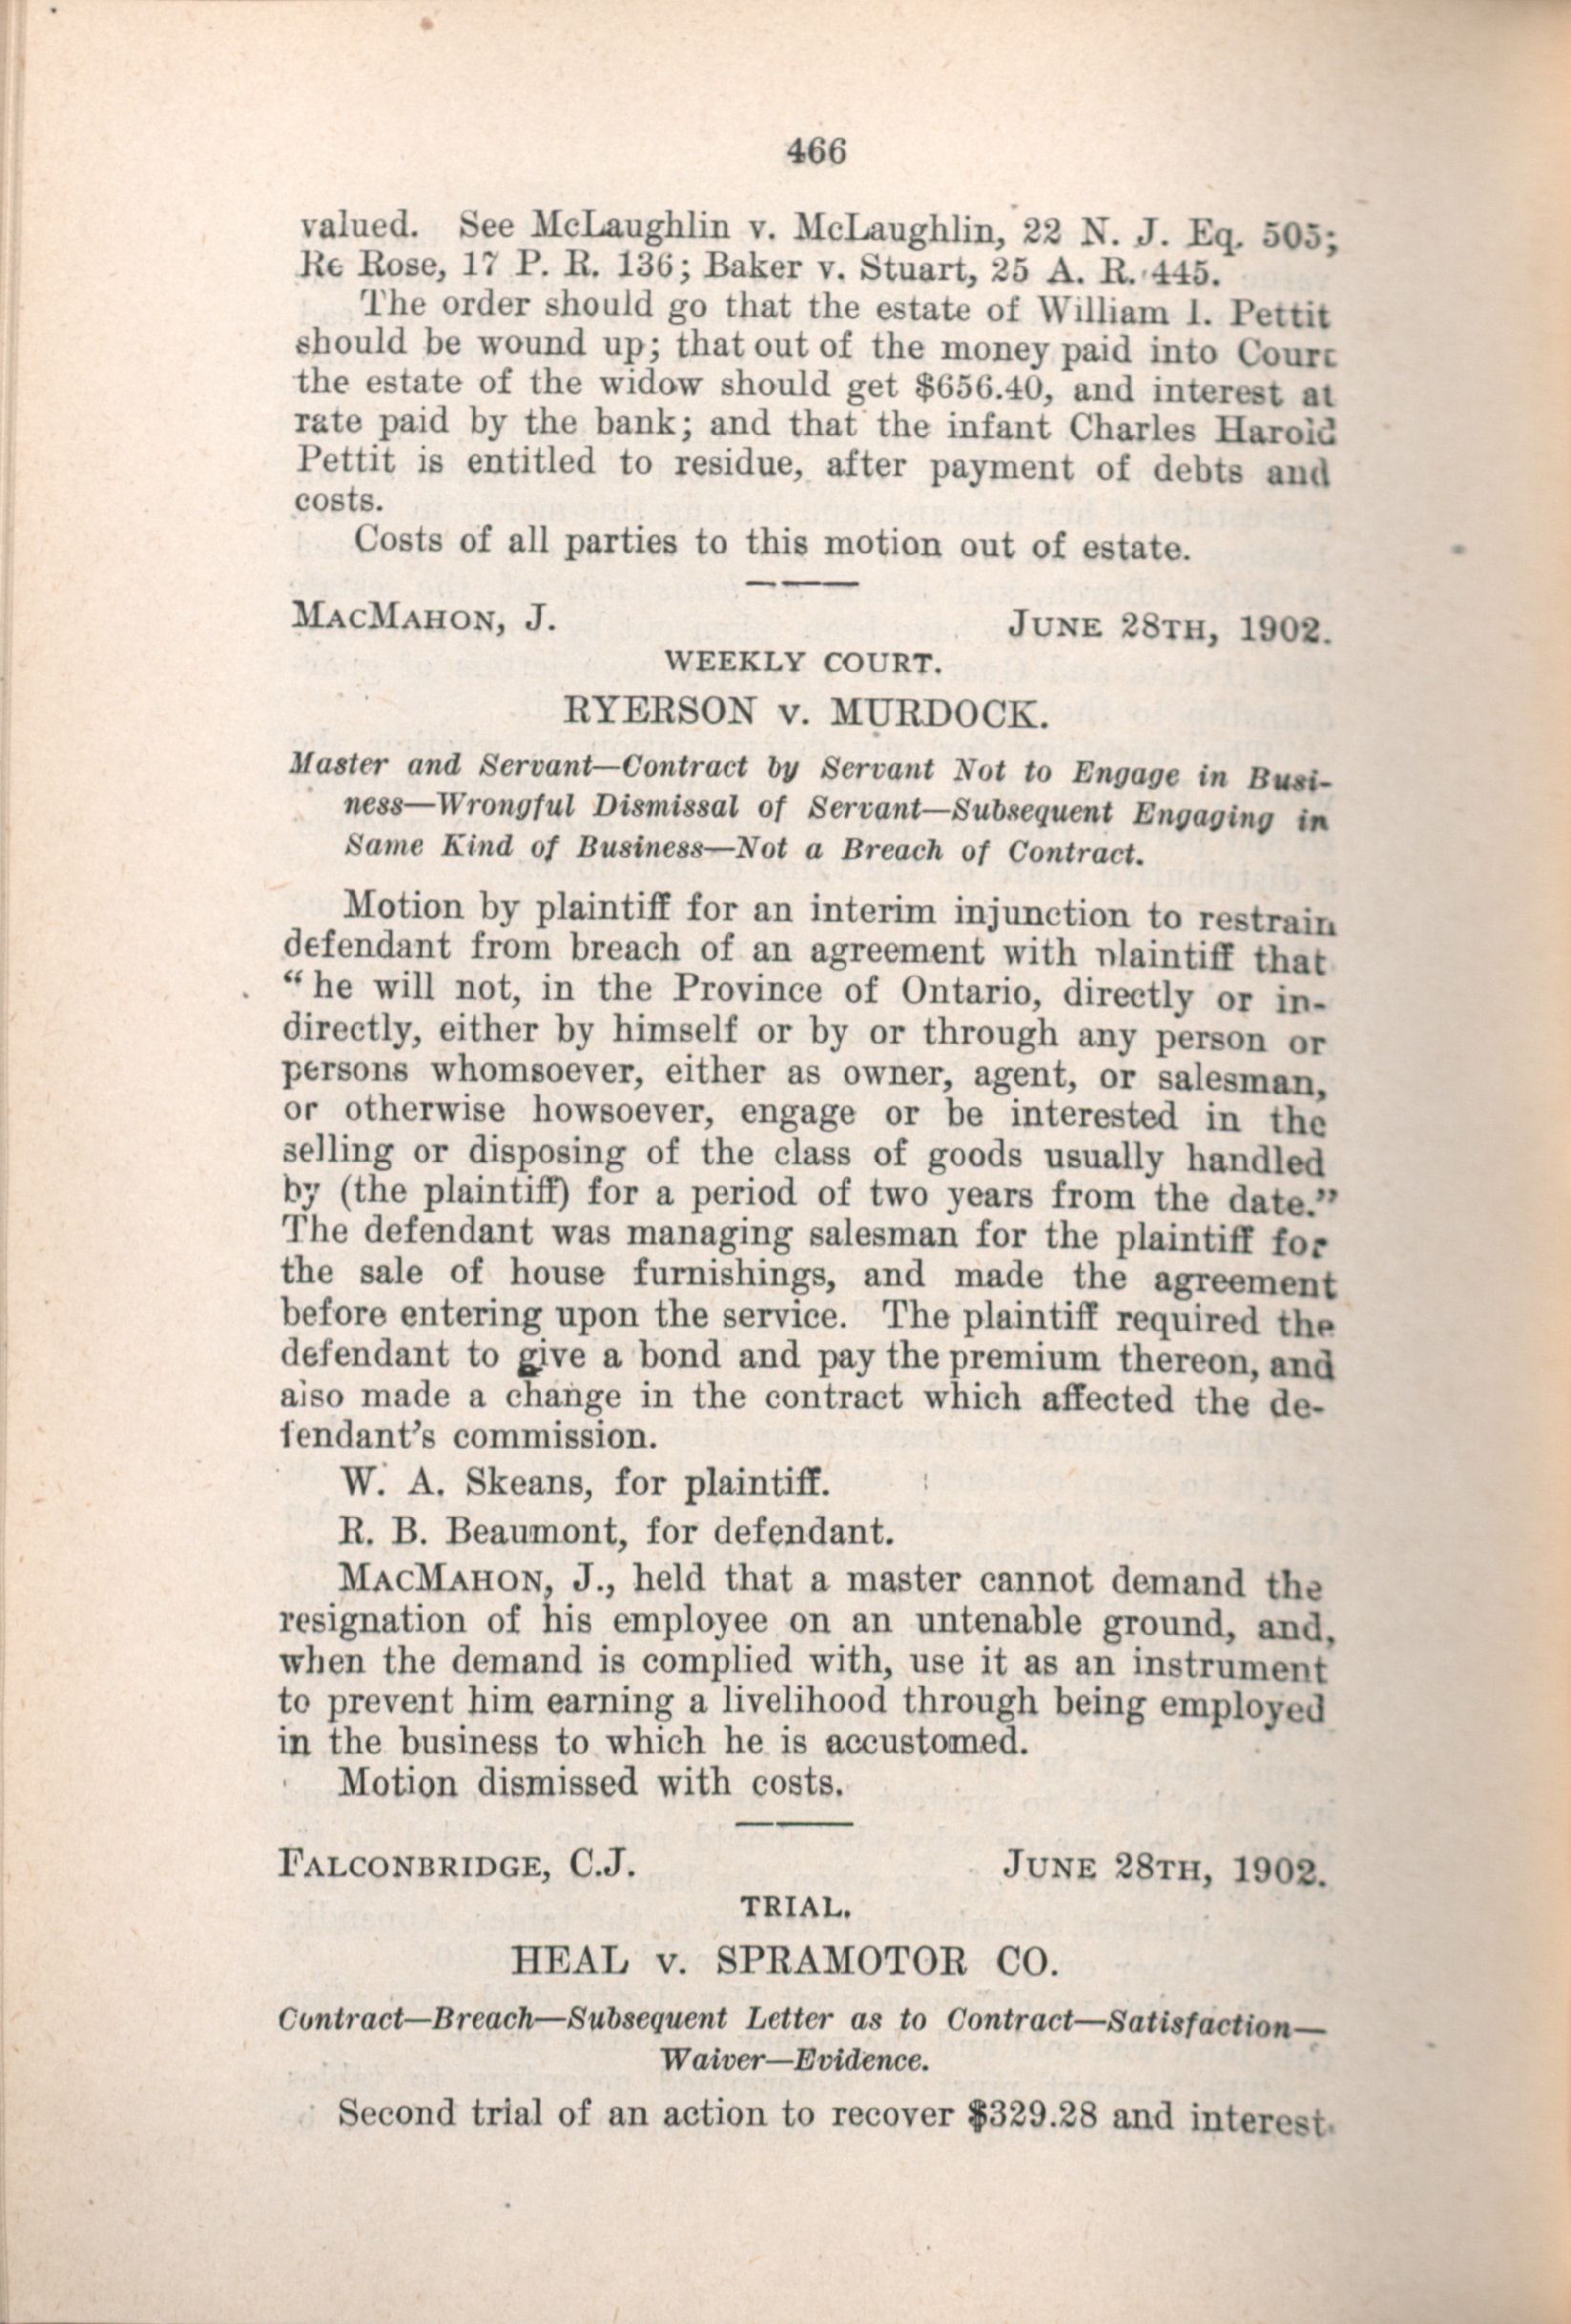 466
valued. See McLaughlin v. McLaughlin, 22 N. J. Eq. 505;
Re Rose, 17 P. R. 136; Baker v. Stuart, 25 A. R. 445.
The order should go that the estate of William I. Pettit
should be wound up; that out of the money paid into Court
the estate of the widow should get $656.40, and interest at
rate paid by the bank; and that the infant Charles Harold
Pettit is entitled to residue, after payment of debts and
costs.
Costs of all parties to this motion out of estate.
MACMAHON, J. JUNE 28TH, 1902.
WEEKLY COURT.
RYERSON v. MURDOCK.
Master and Servant—Contract by Servant Not to Engage in Busi-
ness—Wrongful Dismissal of Servant—Subsequent Engaging in
Same Kind of Business—Not a Breach of Contract.
Motion by plaintiff for an interim injunction to restrain
defendant from breach of an agreement with plaintiff that
“he will not, in the Province of Ontario, directly or in-
directly, either by himself or by or through any person or
persons whomsoever, either as owner, agent, or salesman,
or otherwise howsoever, engage or be interested in the
selling or disposing of the class of goods usually handled
by (the plaintiff) for a period of two years from the date.”
The defendant was managing salesman for the plaintiff for
the sale of house furnishings, and made the agreement
before entering upon the service. The plaintiff required the
defendant to give a bond and pay the premium thereon, and
also made a change in the contract which affected the de-
fendant's commission.
W. A. Skeans, for plaintiff.
R. B. Beaumont, for defendant.
MACMAHON, J., held that a master cannot demand the
resignation of his employee on an untenable ground, and,
when the demand is complied with, use it as an instrument
to prevent him earning a livelihood through being employed
in the business to which he is accustomed.
Motion dismissed with costs.
FALCONBRIDGE, C.J. JUNE 28TH, 1902.
TRIAL.
HEAL v. SPRAMOTOR CO.
Contract—Breach—Subsequent Letter as to Contract—Satisfaction—
Waiver—Evidence.
Second trial of an action to recover $329.28 and interest.